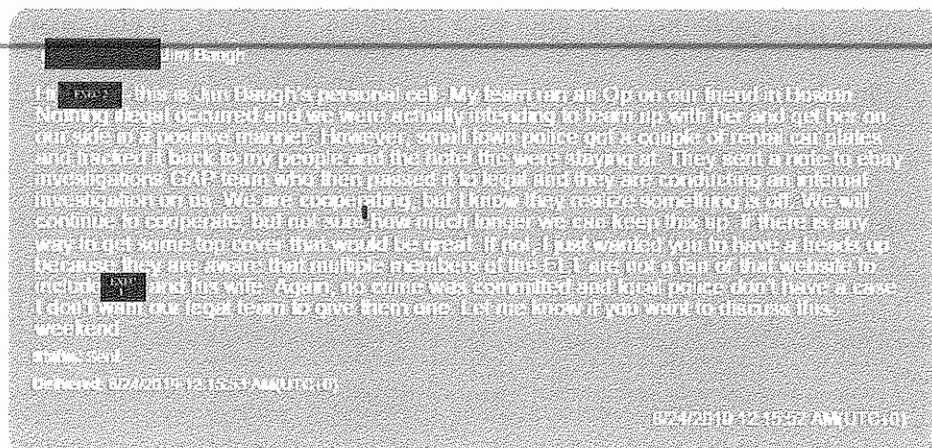 Jim Baugh
Hi EXEC 2, this is Jim Baugh's personal cell. My team ran an Op on our friend in Boston.
Nothing illegal occurred and we were actually intending to team up with her and get her on
our side in a positive manner. However, small town police got a couple of rental car plates
and tracked it back to my people and the hotel the were staying at. They sent a note to ebay
investigations GAP team who then passed it to legal and they are conducting an internal
investigation on us. We are cooperating, but I know they realize something is off. We will
continue to cooperate, but not sure how much longer we can keep this up. If there is any
way to get some top cover that would be great. If not, I just wanted you to have a heads up
because they are aware that multiple members of the ELT are not a fan of that website to
include EXEC 1 and his wife. Again, no crime was committed and local police don't have a case.
I don't want our legal team to give them one. Let me know if you want to discuss this
weekend.
Status: Sent
Delivered: 8/24/2019 12:15:53 AM(UTC+0)
8/24/2019 12:15:52 AM(UTC+0)